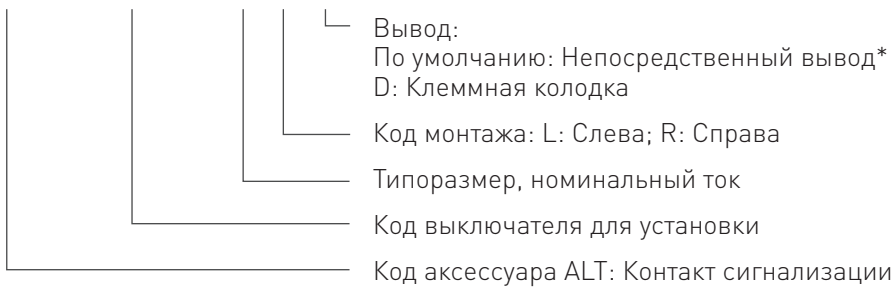 Вывод:
По умолчанию: Непосредственный вывод*
D: Клеммная колодка
Код монтажа: L: Слева; R: Справа
Типоразмер, номинальный ток
Код выключателя для установки
Код аксессуара ALT: Контакт сигнализации